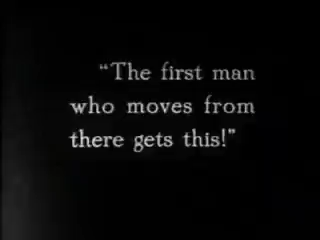 “The first man
who moves from
there gets this!”